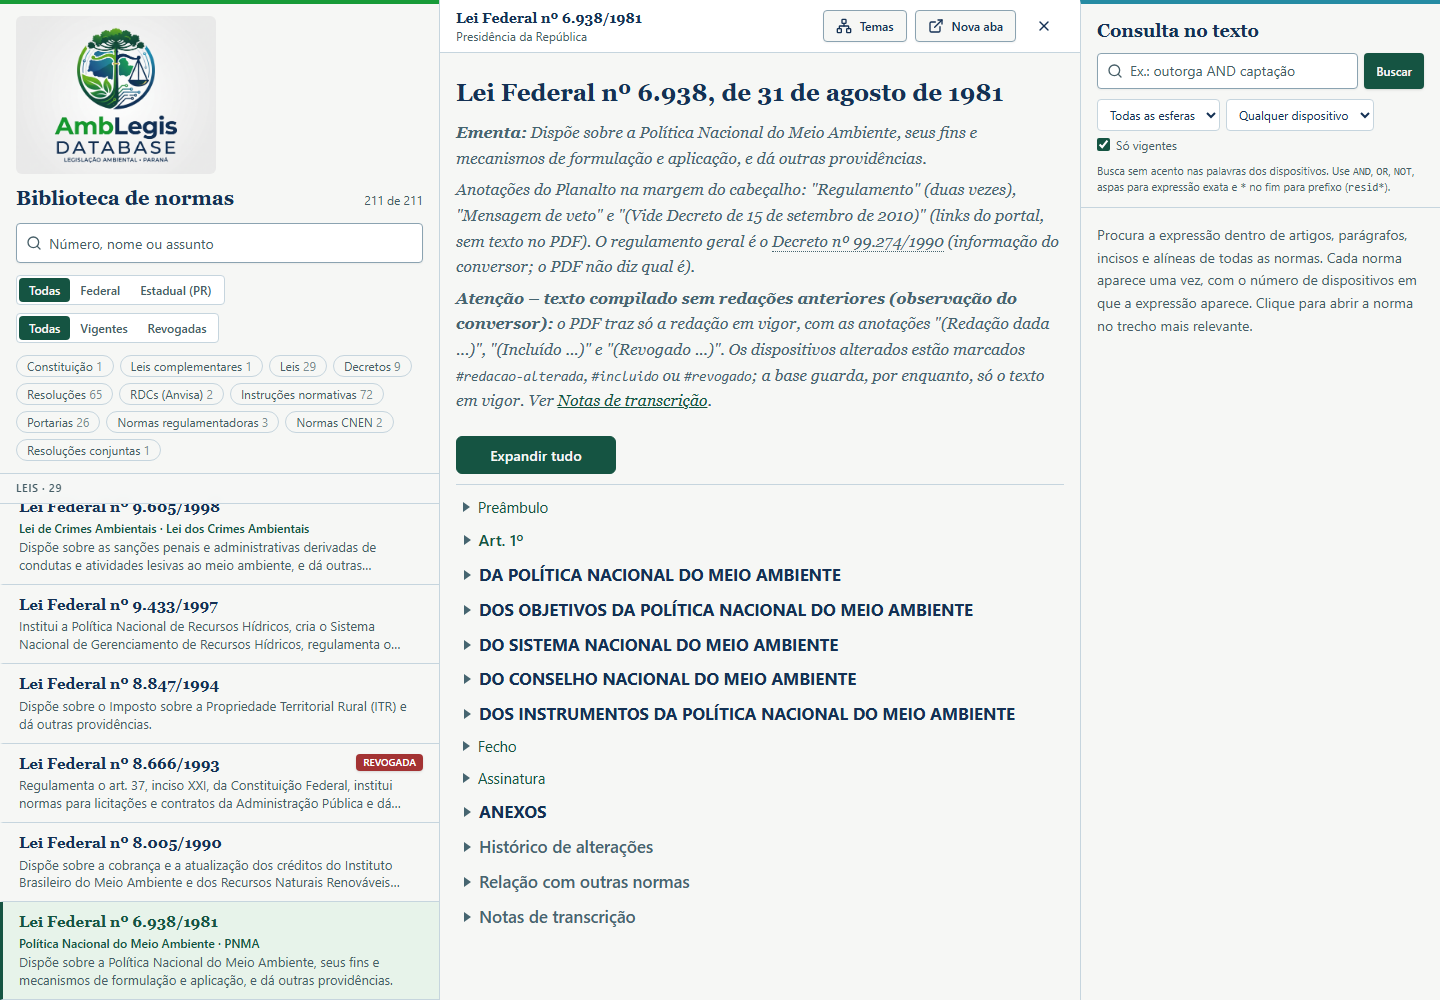 AmbLegis
DATABASE
LEGISLAÇÃO AMBIENTAL • PARANÁ
Biblioteca de normas
211 de 211
Número, nome ou assunto
Todas Federal Estadual (PR)
Todas Vigentes Revogadas
Constituição 1 Leis complementares 1 Leis 29 Decretos 9
Resoluções 65 RDCs (Anvisa) 2 Instruções normativas 72
Portarias 26 Normas regulamentadoras 3 Normas CNEN 2
Resoluções conjuntas 1
LEIS · 29
Lei Federal nº 9.605/1998
Lei de Crimes Ambientais · Lei dos Crimes Ambientais
Dispõe sobre as sanções penais e administrativas derivadas de
condutas e atividades lesivas ao meio ambiente, e dá outras…
Lei Federal nº 9.433/1997
Institui a Política Nacional de Recursos Hídricos, cria o Sistema
Nacional de Gerenciamento de Recursos Hídricos, regulamenta o…
Lei Federal nº 8.847/1994
Dispõe sobre o Imposto sobre a Propriedade Territorial Rural (ITR) e
dá outras providências.
Lei Federal nº 8.666/1993
REVOGADA
Regulamenta o art. 37, inciso XXI, da Constituição Federal, institui
normas para licitações e contratos da Administração Pública e dá…
Lei Federal nº 8.005/1990
Dispõe sobre a cobrança e a atualização dos créditos do Instituto
Brasileiro do Meio Ambiente e dos Recursos Naturais Renováveis…
Lei Federal nº 6.938/1981
Política Nacional do Meio Ambiente · PNMA
Dispõe sobre a Política Nacional do Meio Ambiente, seus fins e
mecanismos de formulação e aplicação, e dá outras providências.
Lei Federal nº 6.938/1981
Presidência da República
Temas
Nova aba
Lei Federal nº 6.938, de 31 de agosto de 1981
Ementa: Dispõe sobre a Política Nacional do Meio Ambiente, seus fins e
mecanismos de formulação e aplicação, e dá outras providências.
Anotações do Planalto na margem do cabeçalho: "Regulamento" (duas vezes),
"Mensagem de veto" e "(Vide Decreto de 15 de setembro de 2010)" (links do portal,
sem texto no PDF). O regulamento geral é o Decreto nº 99.274/1990 (informação do
conversor; o PDF não diz qual é).
Atenção – texto compilado sem redações anteriores (observação do
conversor): o PDF traz só a redação em vigor, com as anotações "(Redação dada
...)", "(Incluído ...)" e "(Revogado ...)". Os dispositivos alterados estão marcados
#redacao-alterada, #incluido ou #revogado; a base guarda, por enquanto, só o texto
em vigor. Ver Notas de transcrição.
Expandir tudo
Preâmbulo
Art. 1º
DA POLÍTICA NACIONAL DO MEIO AMBIENTE
DOS OBJETIVOS DA POLÍTICA NACIONAL DO MEIO AMBIENTE
DO SISTEMA NACIONAL DO MEIO AMBIENTE
DO CONSELHO NACIONAL DO MEIO AMBIENTE
DOS INSTRUMENTOS DA POLÍTICA NACIONAL DO MEIO AMBIENTE
Fecho
Assinatura
ANEXOS
Histórico de alterações
Relação com outras normas
Notas de transcrição
Consulta no texto
Ex.: outorga AND captação
Buscar
Todas as esferas
Qualquer dispositivo
Só vigentes
Busca sem acento nas palavras dos dispositivos. Use AND, OR, NOT,
aspas para expressão exata e * no fim para prefixo (resid*).
Procura a expressão dentro de artigos, parágrafos,
incisos e alíneas de todas as normas. Cada norma
aparece uma vez, com o número de dispositivos em
que a expressão aparece. Clique para abrir a norma
no trecho mais relevante.